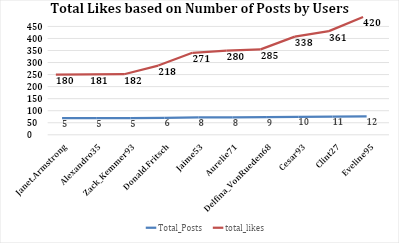 Total Likes based on Number of Posts by Users
450
400
350
300
250
200
150
100
50
0
180 181 182 218 271 280 285 338 361 420
5 5 5 6 8 8 9 10 11 12
Janet.Armstrong
Alexandro35
Zack_Kemmer93
Donald.Fritsch
Jaime53
Aurelie71
Delfina_VonRueden68
Cesar93
Clint27
Eveline95
Total_Posts total_likes